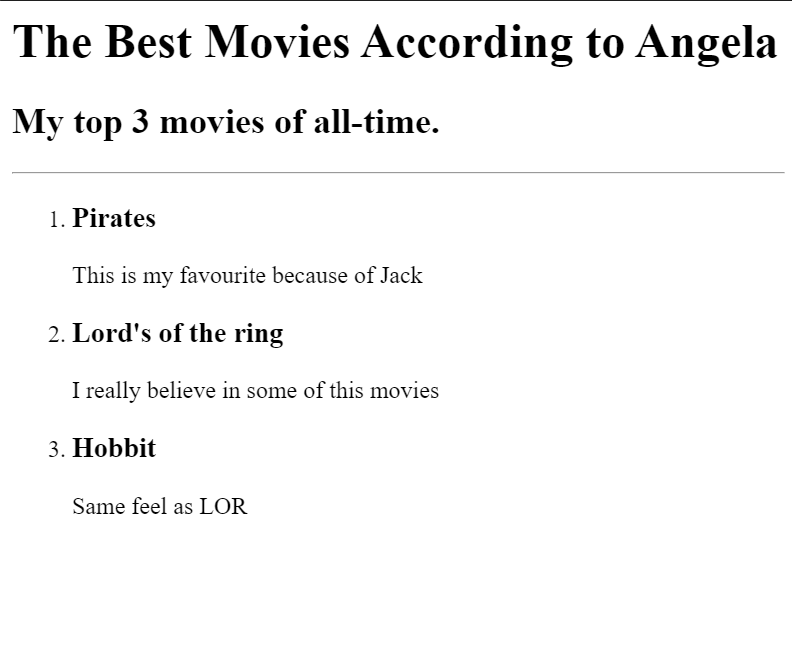 The Best Movies According to Angela
My top 3 movies of all-time.
1. Pirates
This is my favourite because of Jack
2. Lord's of the ring
I really believe in some of this movies
3. Hobbit
Same feel as LOR